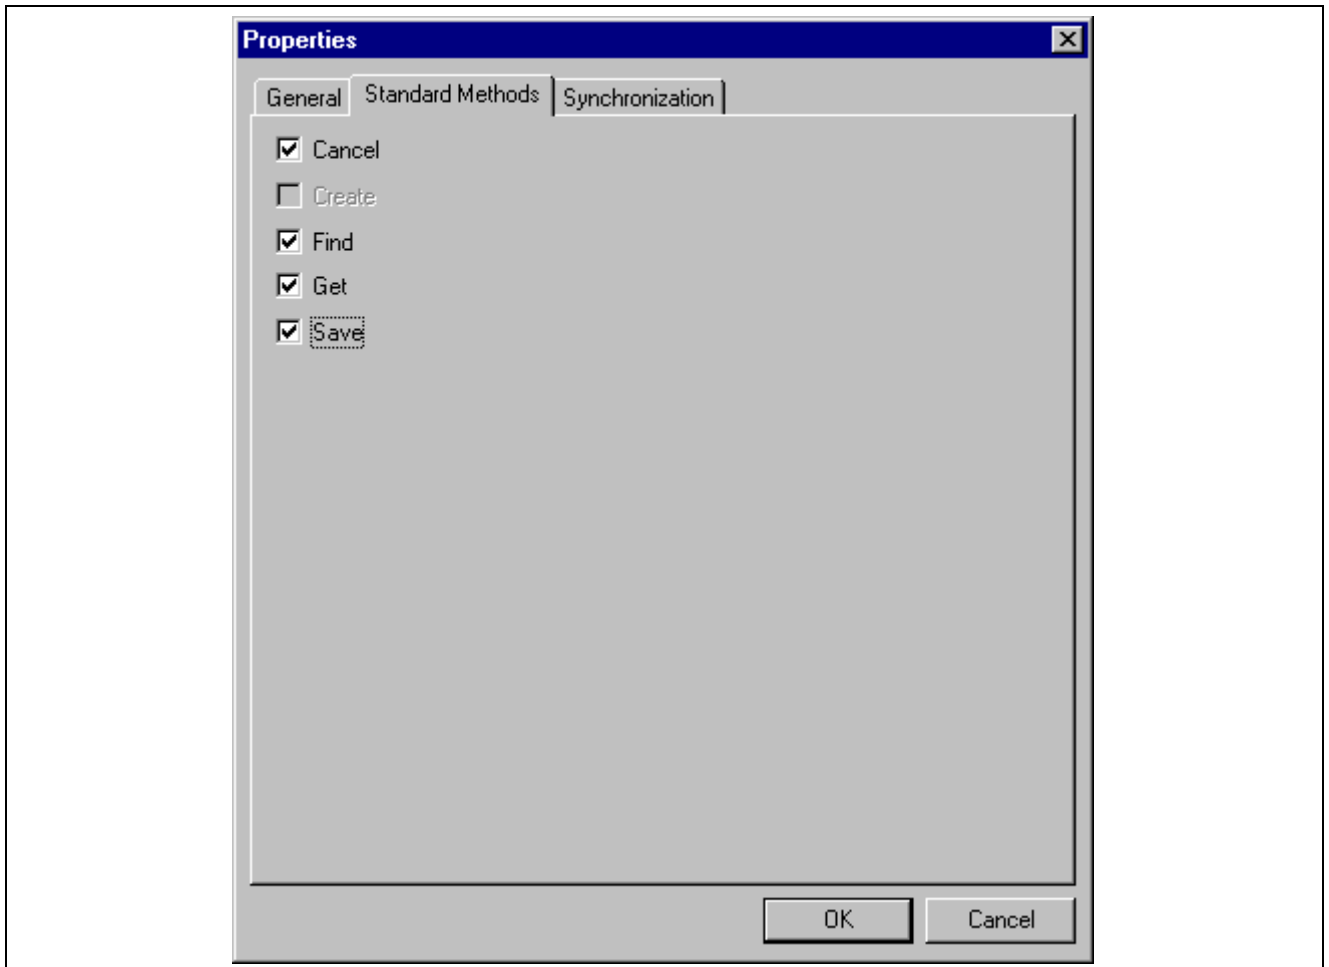 Properties
General Standard Methods Synchronization
Cancel
Create
Find
Get
Save
OK Cancel